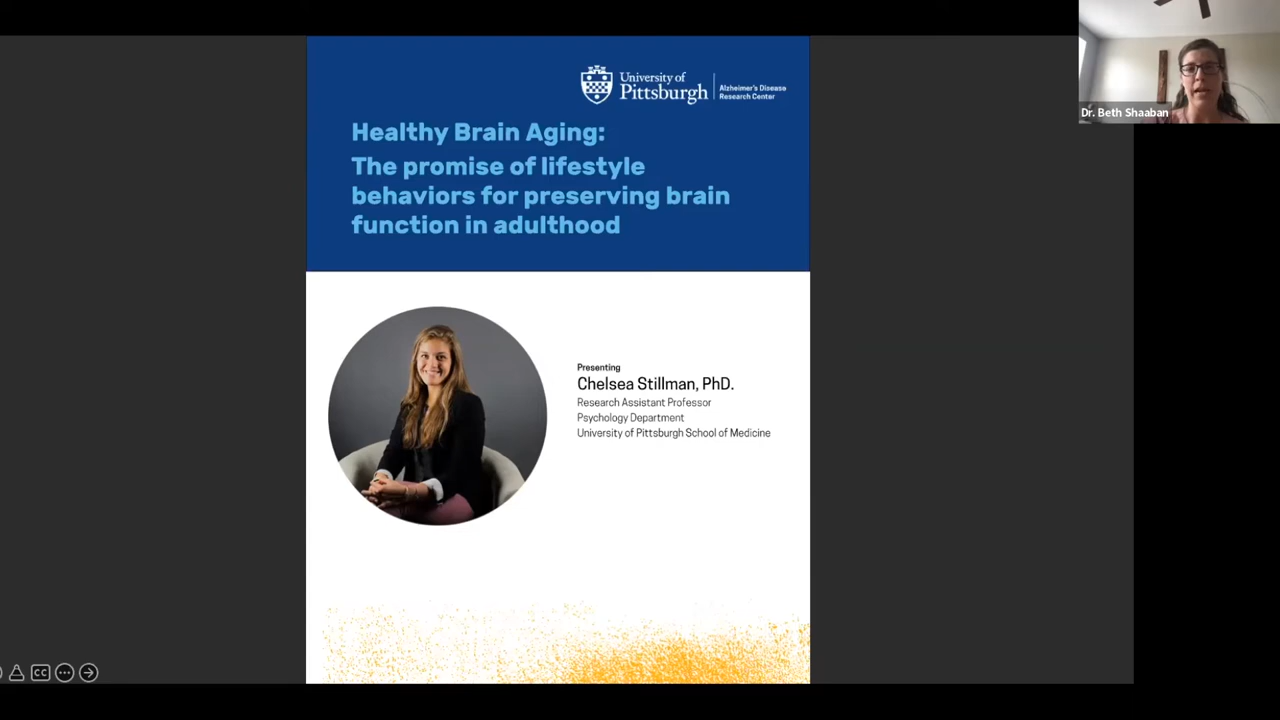 University of
Pittsburgh
Alzheimer's Disease
Research Center
Healthy Brain Aging:
The promise of lifestyle
behaviors for preserving brain
function in adulthood
Dr. Beth Shaaban
Presenting
Chelsea Stillman, PhD.
Research Assistant Professor
Psychology Department
University of Pittsburgh School of Medicine
CC